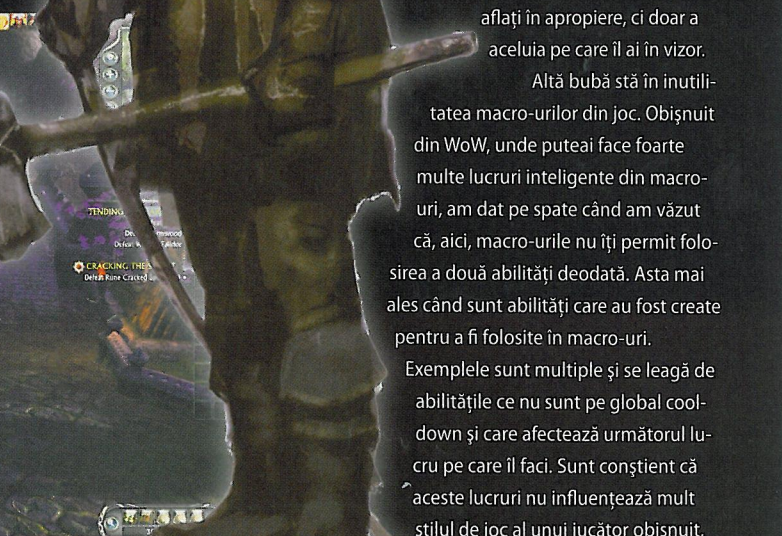 aflați în apropiere, ci doar a
aceluia pe care îl ai în vizor.
Altă bubă stă în inutili-
tatea macro-urilor din joc. Obișnuit
din WoW, unde puteai face foarte
multe lucruri inteligente din macro-
uri, am dat pe spate când am văzut
că, aici, macro-urile nu îți permit folo-
sirea a două abilități deodată. Asta mai
ales când sunt abilități care au fost create
pentru a fi folosite în macro-uri.
Exemplele sunt multiple și se leagă de
abilitățile ce nu sunt pe global cool-
down și care afectează următorul lu-
cru pe care îl faci. Sunt conștient că
aceste lucruri nu influențează mult
stilul de joc al unui jucător obișnuit,
TENDING
CRACKING THE
Defeat Rune Cracked